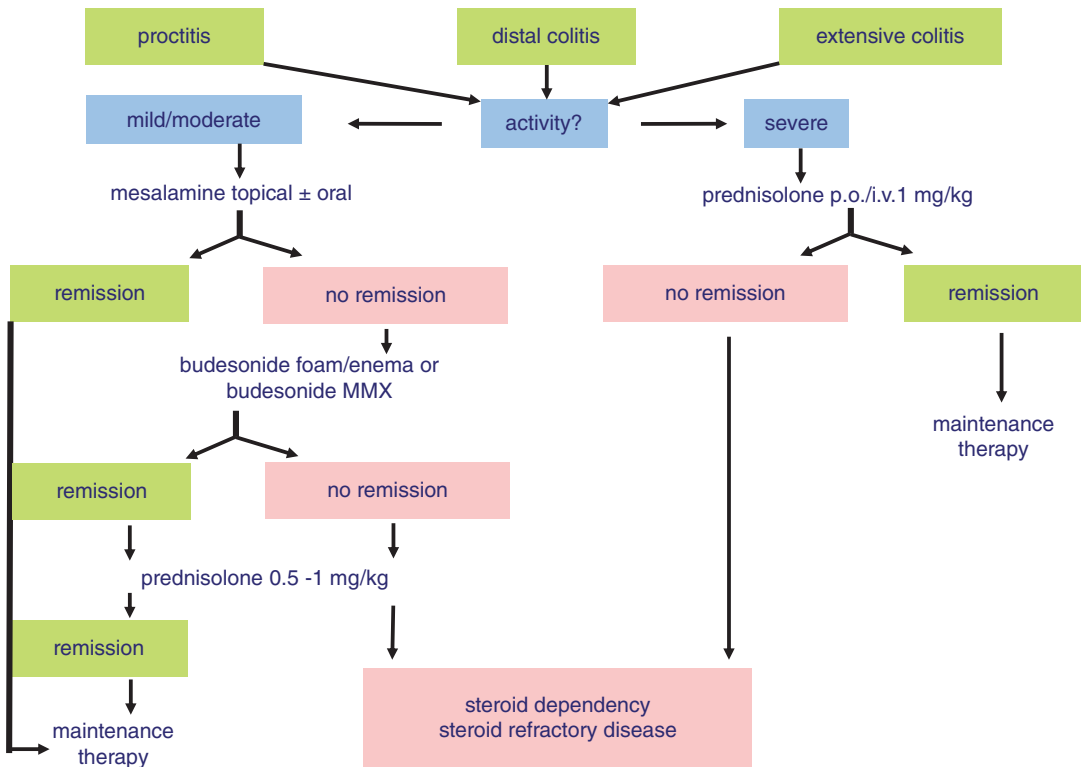 proctitis
distal colitis
extensive colitis
mild/moderate
activity?
severe
mesalamine topical ± oral
prednisolone p.o./i.v.1 mg/kg
remission
no remission
no remission
remission
budesonide foam/enema or
budesonide MMX
maintenance
therapy
remission
no remission
prednisolone 0.5 -1 mg/kg
remission
steroid dependency
steroid refractory disease
maintenance
therapy